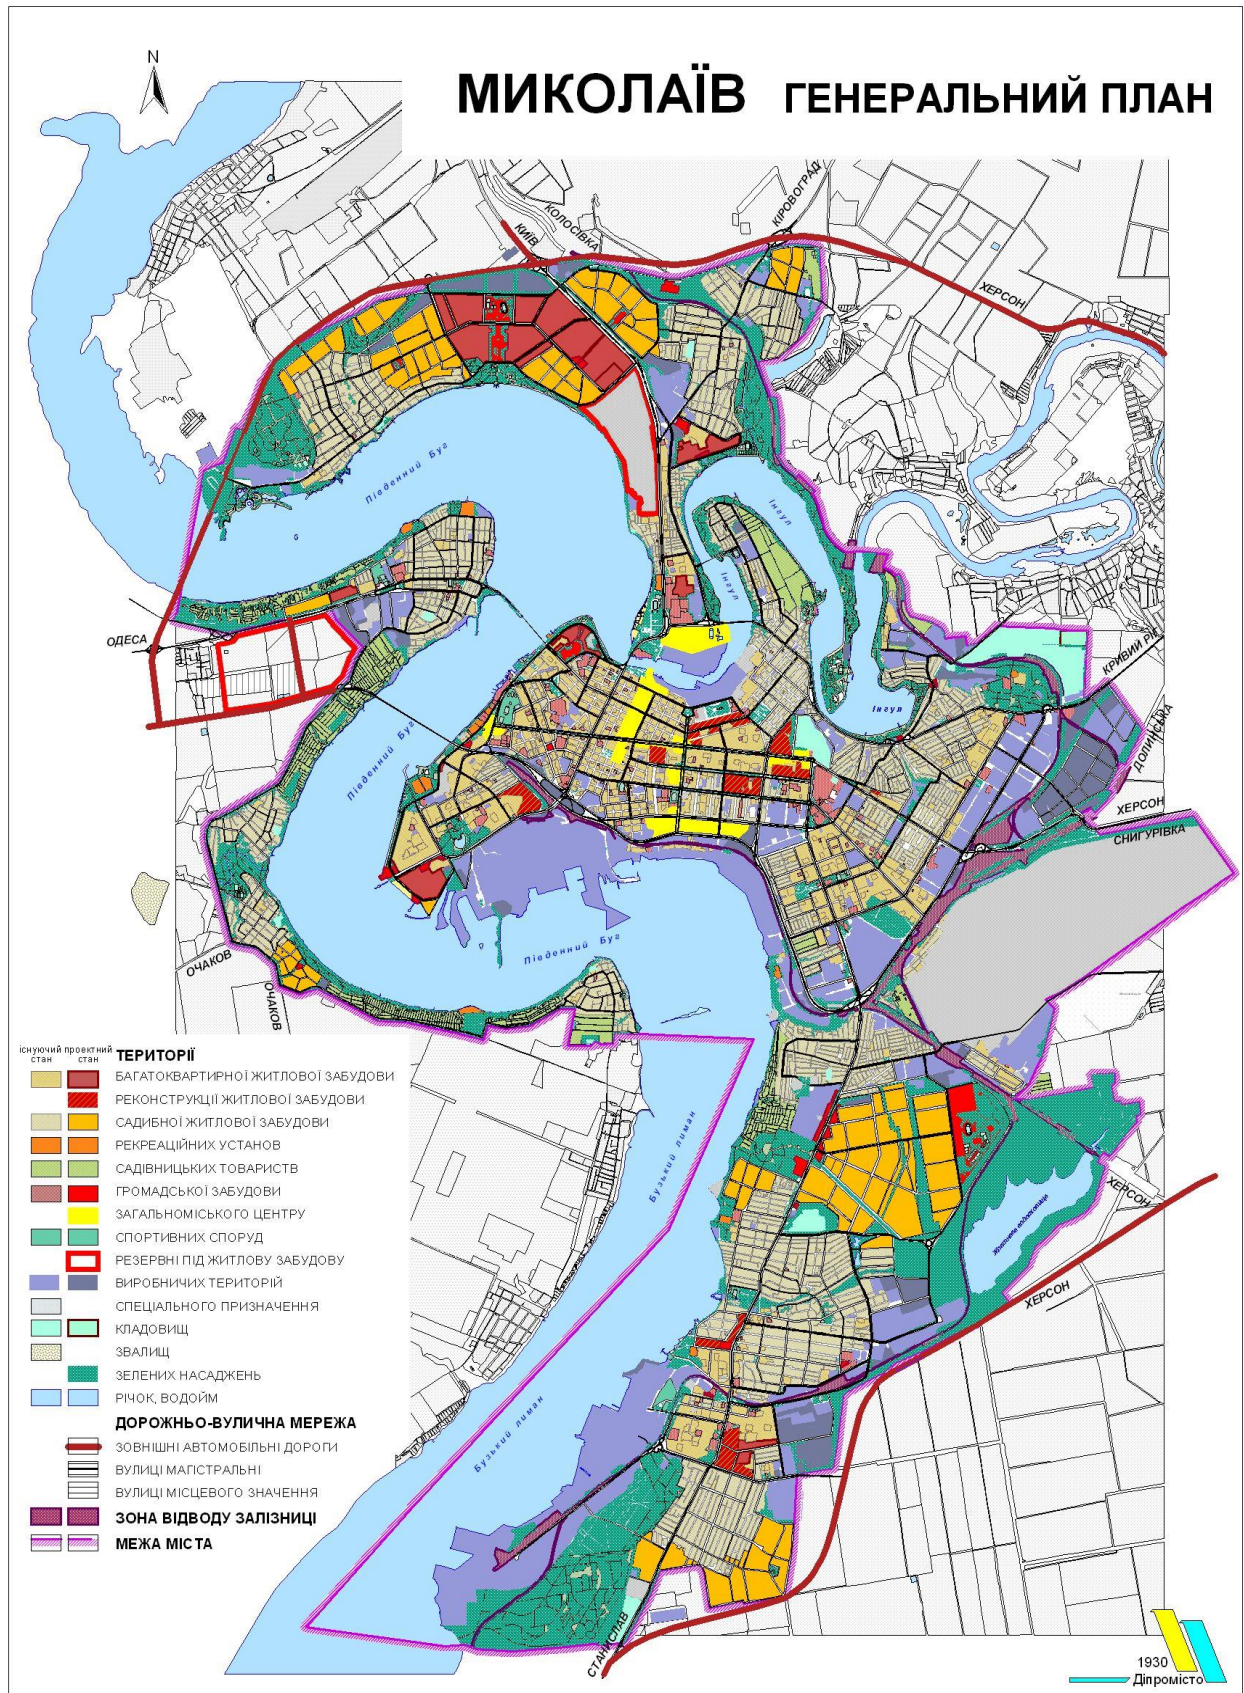 N
МИКОЛАЇВ ГЕНЕРАЛЬНИЙ ПЛАН
КІРОВОГРАД
КОЛОСІВКА
КИЇВ
ХЕРСОН
Південний Буг
Інгул
Інгул
ОДЕСА
КРИВИЙ РІГ
Інгул
ДОЛИНСЬКА
Південний Буг
ХЕРСОН
СНИГУРІВКА
Південний Буг
ОЧАКОВ
ОЧАКОВ
Бузький лиман
ХЕРСОН
Жовтневе водосховище
ХЕРСОН
Бузький лиман
СТАНИСЛАВ
існуючий стан
проектний стан
ТЕРИТОРІЇ
БАГАТОКВАРТИРНОЇ ЖИТЛОВОЇ ЗАБУДОВИ
РЕКОНСТРУКЦІЇ ЖИТЛОВОЇ ЗАБУДОВИ
САДИБНОЇ ЖИТЛОВОЇ ЗАБУДОВИ
РЕКРЕАЦІЙНИХ УСТАНОВ
САДІВНИЦЬКИХ ТОВАРИСТВ
ГРОМАДСЬКОЇ ЗАБУДОВИ
ЗАГАЛЬНОМІСЬКОГО ЦЕНТРУ
СПОРТИВНИХ СПОРУД
РЕЗЕРВНІ ПІД ЖИТЛОВУ ЗАБУДОВУ
ВИРОБНИЧИХ ТЕРИТОРІЙ
СПЕЦІАЛЬНОГО ПРИЗНАЧЕННЯ
КЛАДОВИЩ
ЗВАЛИЩ
ЗЕЛЕНИХ НАСАДЖЕНЬ
РІЧОК, ВОДОЙМ
ДОРОЖНЬО-ВУЛИЧНА МЕРЕЖА
ЗОВНІШНІ АВТОМОБІЛЬНІ ДОРОГИ
ВУЛИЦІ МАГІСТРАЛЬНІ
ВУЛИЦІ МІСЦЕВОГО ЗНАЧЕННЯ
ЗОНА ВІДВОДУ ЗАЛІЗНИЦІ
МЕЖА МІСТА
1930
Діпромісто